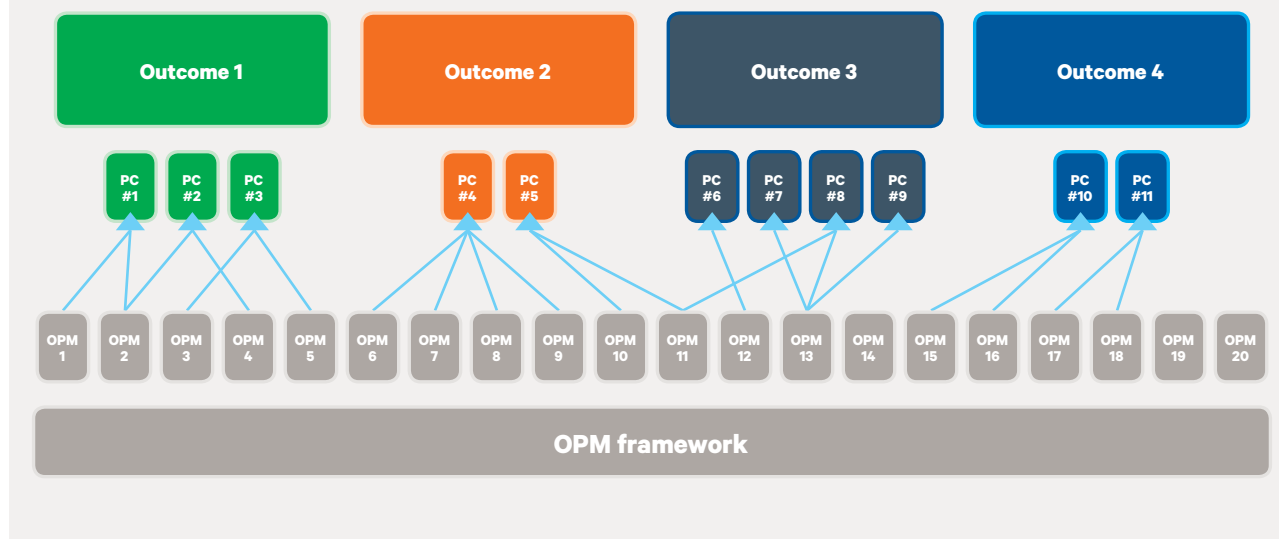 Outcome 1
Outcome 2
Outcome 3
Outcome 4
PC
#1
PC
#2
PC
#3
PC
#4
PC
#5
PC
#6
PC
#7
PC
#8
PC
#9
PC
#10
PC
#11
OPM
1
OPM
2
OPM
3
OPM
4
OPM
5
OPM
6
OPM
7
OPM
8
OPM
9
OPM
10
OPM
11
OPM
12
OPM
13
OPM
14
OPM
15
OPM
16
OPM
17
OPM
18
OPM
19
OPM
20
OPM framework